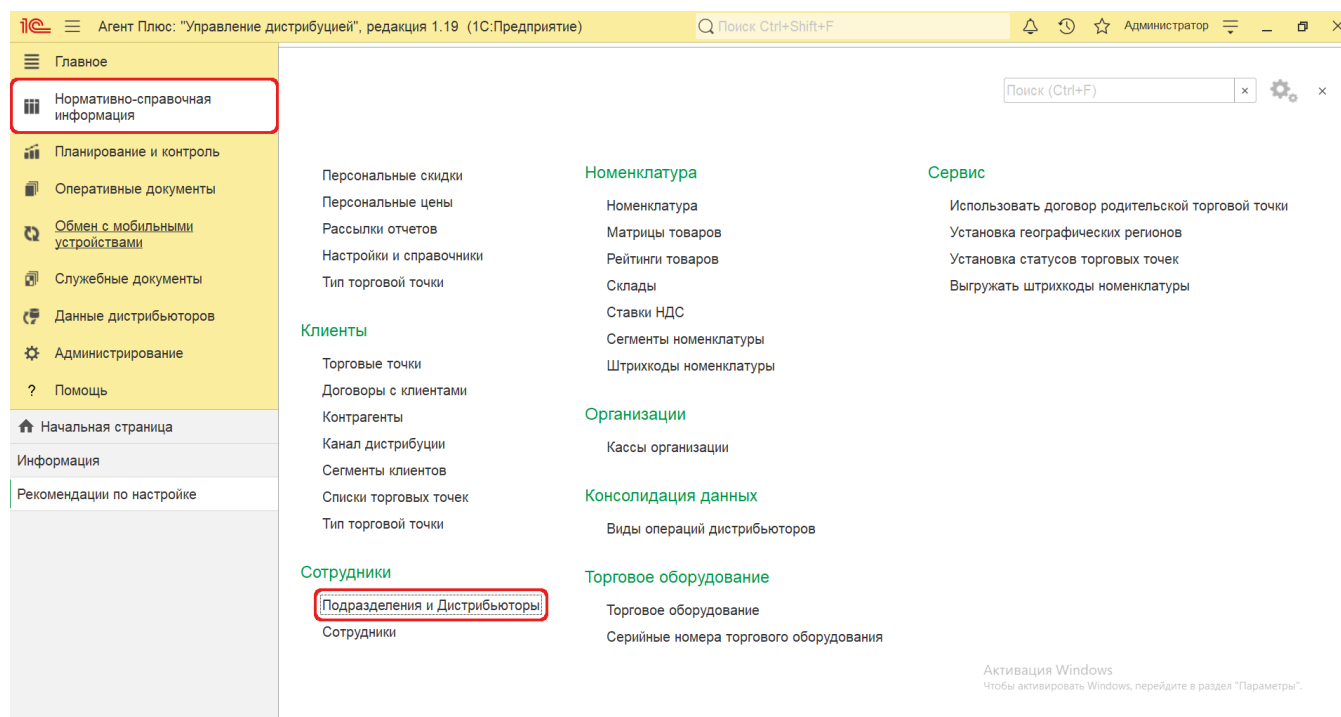 1С Агент Плюс: "Управление дистрибуцией", редакция 1.19 (1С:Предприятие)
Поиск Ctrl+Shift+F
Администратор
Главное
Нормативно-справочная
информация
Планирование и контроль
Оперативные документы
Обмен с мобильными
устройствами
Служебные документы
Данные дистрибьюторов
Администрирование
? Помощь
Начальная страница
Информация
Рекомендации по настройке
Поиск (Ctrl+F)
Персональные скидки
Персональные цены
Рассылки отчетов
Настройки и справочники
Тип торговой точки
Клиенты
Торговые точки
Договоры с клиентами
Контрагенты
Канал дистрибуции
Сегменты клиентов
Списки торговых точек
Тип торговой точки
Сотрудники
Подразделения и Дистрибьюторы
Сотрудники
Номенклатура
Номенклатура
Матрицы товаров
Рейтинги товаров
Склады
Ставки НДС
Сегменты номенклатуры
Штрихкоды номенклатуры
Организации
Кассы организации
Консолидация данных
Виды операций дистрибьюторов
Торговое оборудование
Торговое оборудование
Серийные номера торгового оборудования
Сервис
Использовать договор родительской торговой точки
Установка географических регионов
Установка статусов торговых точек
Выгружать штрихкоды номенклатуры
Активация Windows
Чтобы активировать Windows, перейдите в раздел "Параметры".